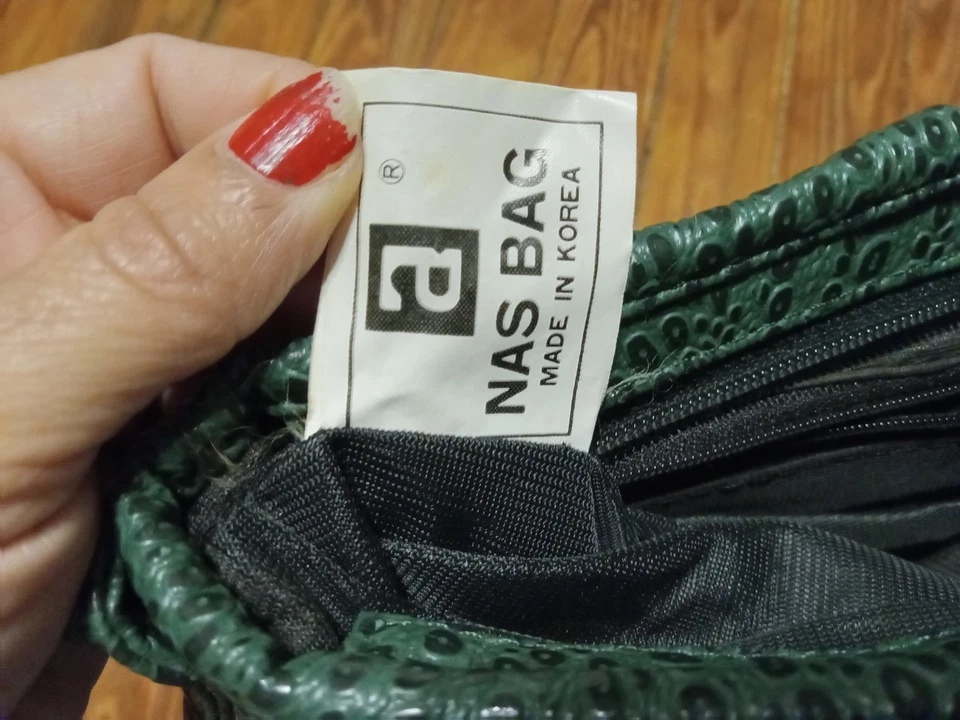 ®
a
NAS BAG
MADE IN KOREA